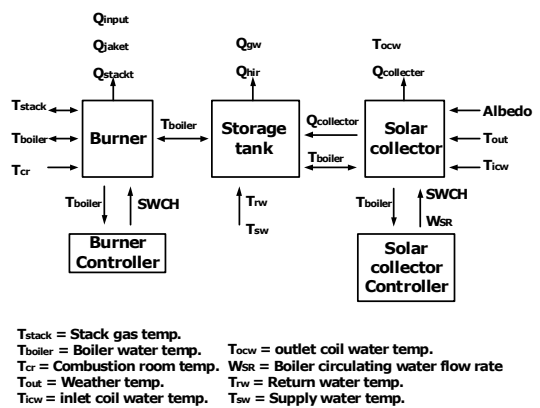 Qinput
Qjaket
Qstackt
Qgw
Qhir
Tocw
Qcollecter
Tstack
Tboiler
Tcr
Burner
Tboiler
Storage
tank
Qcollector
Tboiler
Solar
collector
Albedo
Tout
Ticw
Tboiler
SWCH
Trw
Tsw
Tboiler
SWCH
WSR
Burner
Controller
Solar
collector
Controller
Tstack = Stack gas temp.
Tboiler = Boiler water temp.
Tcr = Combustion room temp.
Tout = Weather temp.
Ticw = inlet coil water temp.
Tocw = outlet coil water temp.
WSR = Boiler circulating water flow rate
Trw = Return water temp.
Tsw = Supply water temp.